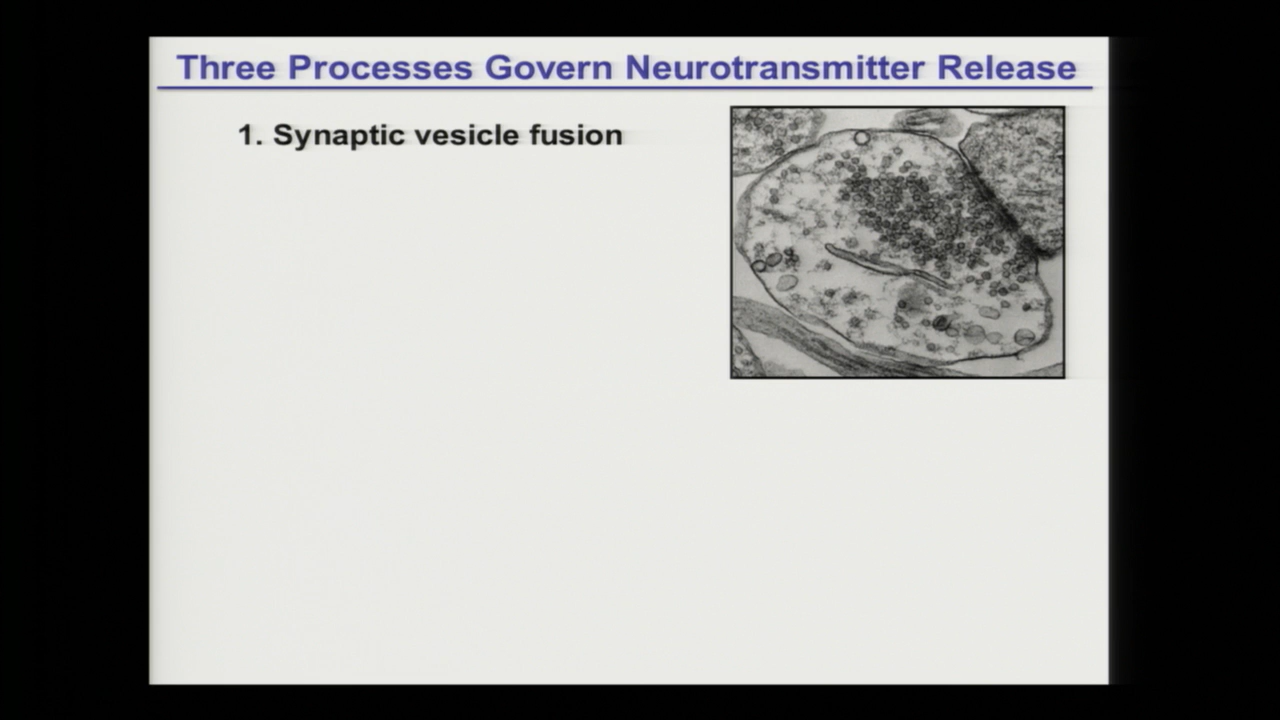 Three Processes Govern Neurotransmitter Release
1. Synaptic vesicle fusion